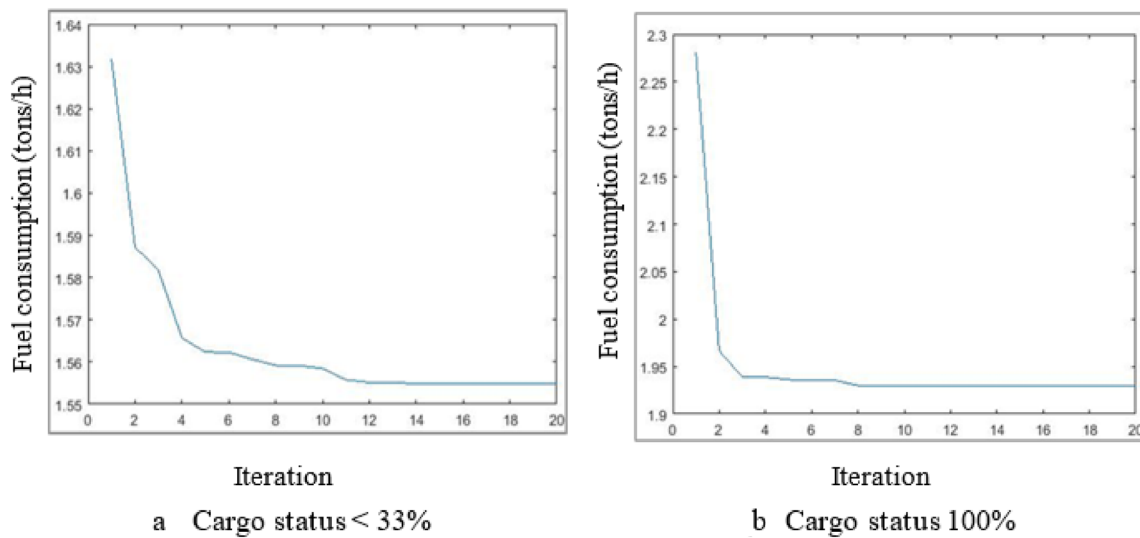 Fuel consumption (tons/h)
1.64
1.63
1.62
1.61
1.6
1.59
1.58
1.57
1.56
1.55
0 2 4 6 8 10 12 14 16 18 20
Iteration
a Cargo status < 33%
Fuel consumption (tons/h)
2.3
2.25
2.2
2.15
2.1
2.05
2
1.95
1.9
0 2 4 6 8 10 12 14 16 18 20
Iteration
b Cargo status 100%